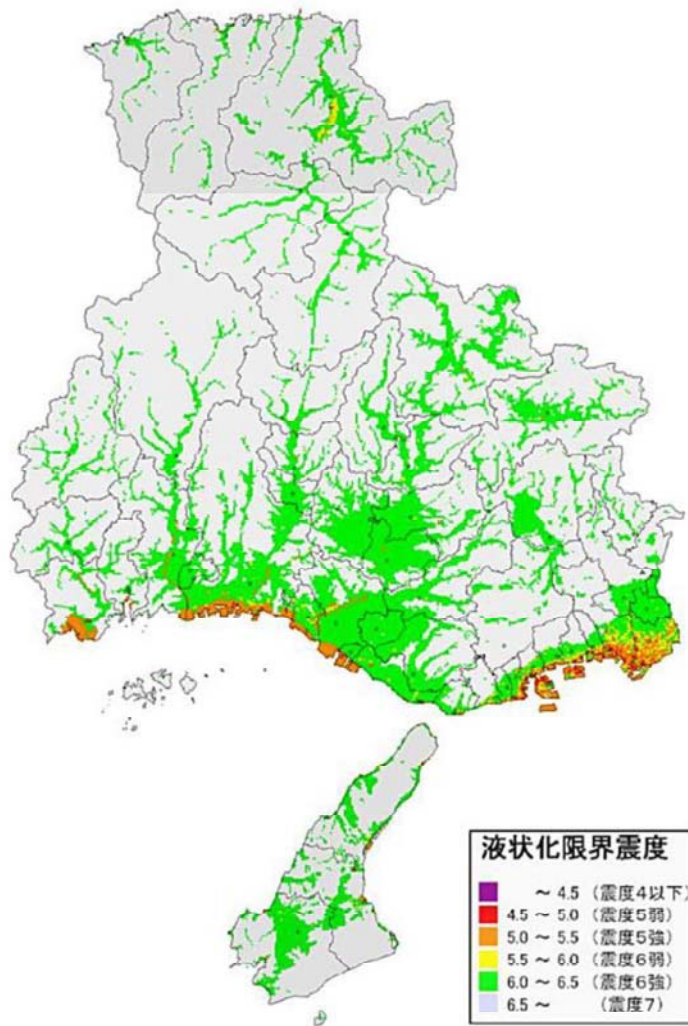 液状化限界震度
～ 4.5 （震度4以下）
4.5 ～ 5.0 （震度5弱）
5.0 ～ 5.5 （震度5強）
5.5 ～ 6.0 （震度6弱）
6.0 ～ 6.5 （震度6強）
6.5 ～ （震度7）